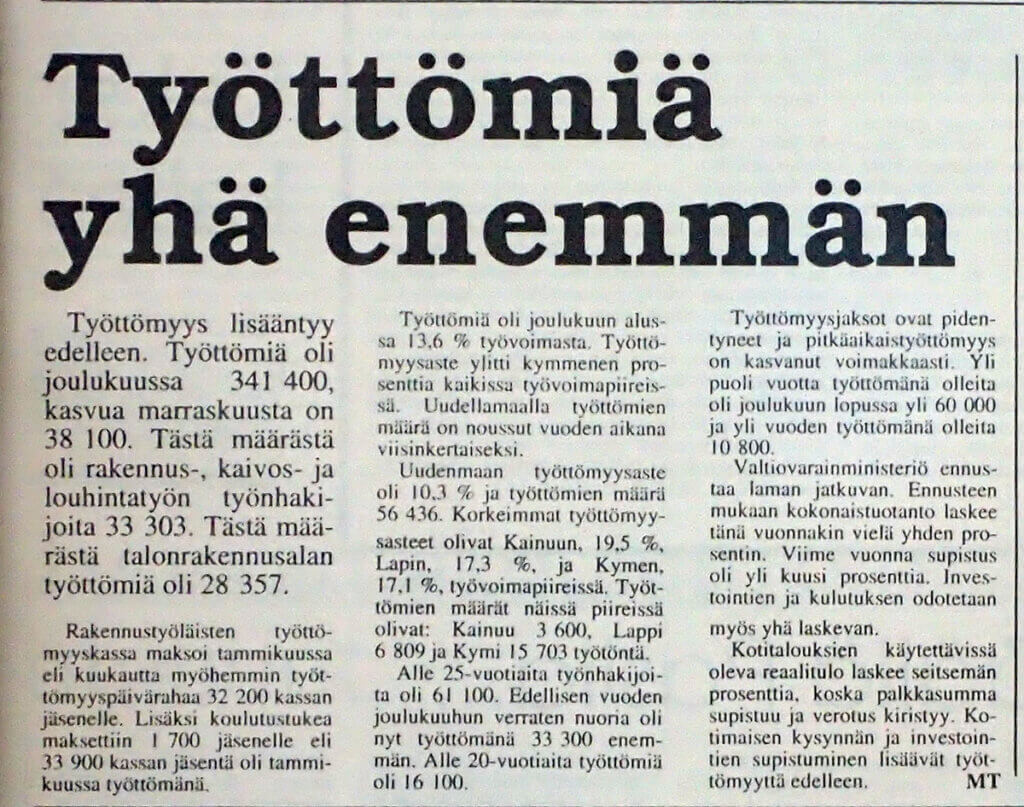 Työttömiä
yhä enemmän
Työttömyys lisääntyy
edelleen. Työttömiä oli
joulukuussa 341 400,
kasvua marraskuusta on
38 100. Tästä määrästä
oli rakennus-, kaivos- ja
louhintatyön työnhaki-
joita 33 303. Tästä mää-
rästä talonrakennusalan
työttömiä oli 28 357.
Rakennustyöläisten työttö-
myyskassa maksoi tammikuussa
eli kuukautta myöhemmin työt-
tömyyspäivärahaa 32 200 kassan
jäsenelle. Lisäksi koulutustukea
maksettiin 1 700 jäsenelle eli
33 900 kassan jäsentä oli tammi-
kuussa työttömänä.
Työttömiä oli joulukuun alus-
sa 13,6 % työvoimasta. Työttö-
myysaste ylitti kymmenen pro-
senttia kaikissa työvoimapiireis-
sä. Uudellamaalla työttömien
määrä on noussut vuoden aikana
viisinkertaiseksi.
Uudenmaan työttömyysaste
oli 10,3 % ja työttömien määrä
56 436. Korkeimmat työttömyy-
sasteet olivat Kainuun, 19,5 %,
Lapin, 17,3 %, ja Kymen,
17,1 %, työvoimapiireissä. Työt-
tömien määrät näissä piireissä
olivat: Kainuu 3 600, Lappi
6 809 ja Kymi 15 703 työtöntä.
Alle 25-vuotiaita työnhakijoi-
ta oli 61 100. Edellisen vuoden
joulukuuhun verraten nuoria oli
nyt työttömänä 33 300 enem-
män. Alle 20-vuotiaita työttömiä
oli 16 100.
Työttömyysjaksot ovat piden-
tyneet ja pitkäaikaistyöttömyys
on kasvanut voimakkaasti. Yli
puoli vuotta työttömänä olleita
oli joulukuun lopussa yli 60 000
ja yli vuoden työttömänä olleita
10 800.
Valtiovarainministeriö ennus-
taa laman jatkuvan. Ennusteen
mukaan kokonaistuotanto laskee
tänä vuonnakin vielä yhden pro-
sentin. Viime vuonna supistus
oli yli kuusi prosenttia. Inves-
tointien ja kulutuksen odotetaan
myös yhä laskevan.
Kotitalouksien käytettävissä
oleva reaalitulo laskee seitsemän
prosenttia, koska palkkasumma
supistuu ja verotus kiristyy. Ko-
timaisen kysynnän ja investoin-
tien supistuminen lisäävät työt-
tömyyttä edelleen. MT